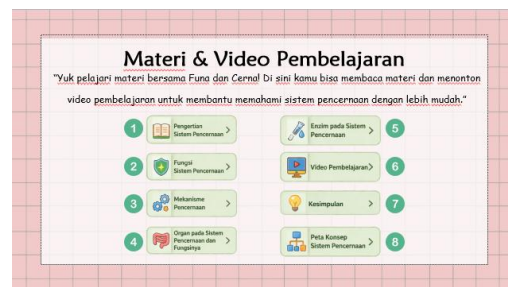 Materi & Video Pembelajaran
"Yuk pelajari materi bersama Funa dan Cerna! Di sini kamu bisa membaca materi dan menonton
video pembelajaran untuk membantu memahami sistem pencernaan dengan lebih mudah."
1
Pengertian
Sistem Pencernaan
2
Fungsi
Sistem Pencernaan
3
Mekanisme
Pencernaan
4
Organ pada Sistem
Pencernaan dan
Fungsinya
Enzim pada Sistem
Pencernaan
5
Video Pembelajaran
6
Kesimpulan
7
Peta Konsep
Sistem Pencernaan
8